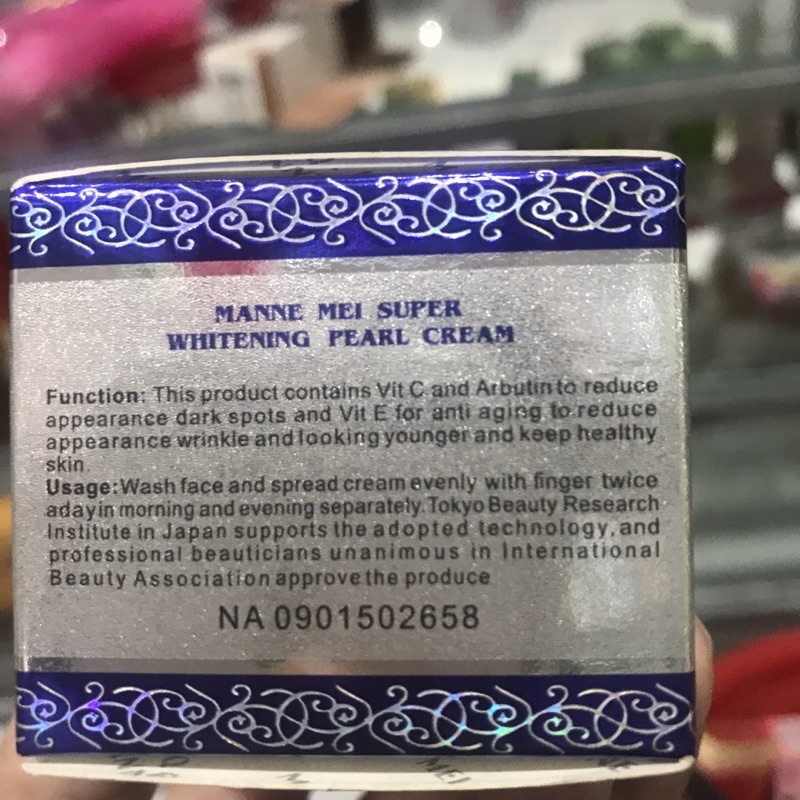 MANNE MEI SUPER
WHITENING PEARL CREAM
Function: This product contains Vit C and Arbutin to reduce
appearance dark spots and Vit E for anti aging to reduce
appearance wrinkle and looking younger and keep healthy
skin.
Usage:Wash face and spread cream evenly with finger twice
a day in morning and evening separately. Tokyo Beauty Research
Institute in Japan supports the adopted technology, and
professional beauticians unanimous in International
Beauty Association approve the produce
NA 0901502658
MEI